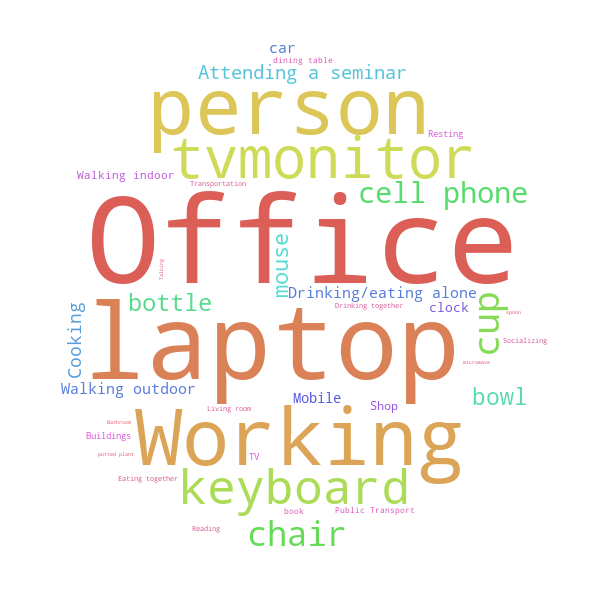 car
dining table
Attending a seminar
person
Resting
tvmonitor
Walking indoor
Transportation
cell phone
Office
Talking
mouse
Drinking/eating alone
bottle
Drinking together
clock
cup
spoon
Cooking
laptop
Socializing
microwave
Walking outdoor
Mobile
bowl
Living room
Shop
Working
Bathroom
Buildings
potted plant
TV
Eating together
keyboard
book
Public Transport
Reading
chair